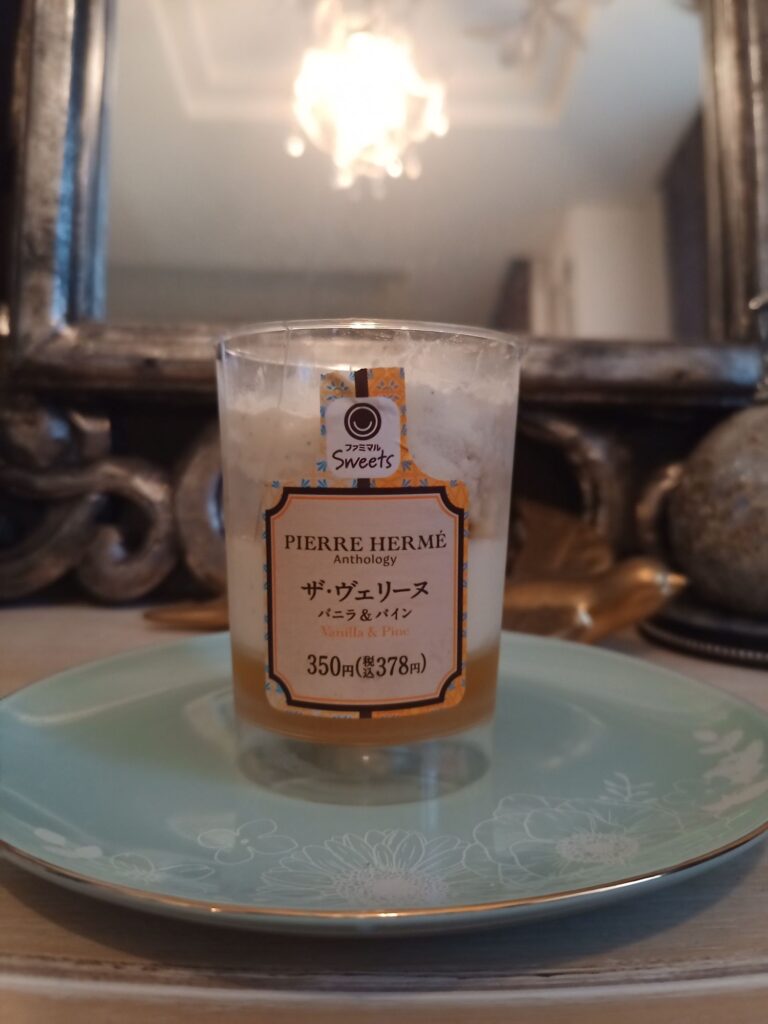 ファミマル
Sweets
PIERRE HERMÉ
Anthology
ザ・ヴェリーヌ
バニラ&パイン
Vanilla & Pine
350円(税込378円)